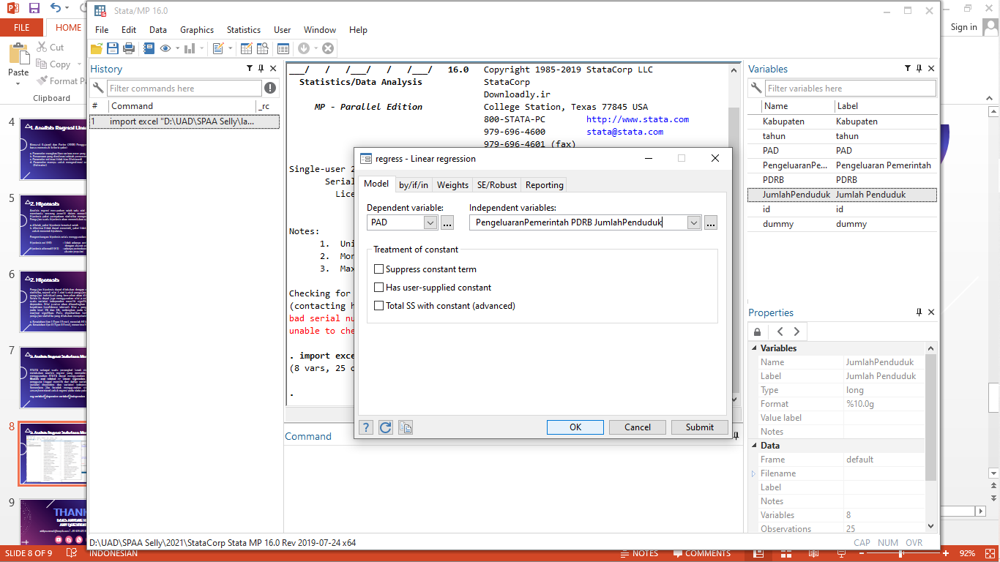 Stata/MP 16.0
FILE
HOME
Sign in
File Edit Data Graphics Statistics User Window Help
Cut
Copy
Format P
Paste
Clipboard
History
Filter commands here
# Command _rc
1 import excel "D:\UAD\SPAA Selly\la...
___/ / /___/ / /___/ 16.0 Copyright 1985-2019 StataCorp LLC
Statistics/Data Analysis StataCorp
Downloadly.ir
MP - Parallel Edition College Station, Texas 77845 USA
800-STATA-PC http://www.stata.com
979-696-4600 stata@stata.com
979-696-4601 (fax)
Single-user 2
Serial
Lice
Notes:
1. Uni
2. Mor
3. Max
Checking for
(contacting h
bad serial nu
unable to che
. import exce
(8 vars, 25 o
.
regress - Linear regression
Model by/if/in Weights SE/Robust Reporting
Dependent variable: Independent variables:
PAD ... PengeluaranPemerintah PDRB JumlahPenduduk ...
Treatment of constant
Suppress constant term
Has user-supplied constant
Total SS with constant (advanced)
? OK Cancel Submit
Command
Variables
Filter variables here
Name Label
Kabupaten Kabupaten
tahun tahun
PAD PAD
PengeluaranPe... Pengeluaran Pemerintah
PDRB PDRB
JumlahPenduduk Jumlah Penduduk
id id
dummy dummy
Properties
Variables
Name JumlahPenduduk
Label Jumlah Penduduk
Type long
Format %10.0g
Value label
Notes
Data
Frame default
Filename
Label
Notes
Variables 8
Observations 25
4
1. Analisis Regresi Line
5
2. Hipotesis
6
2. Hipotesis
7
8
9
THANK
D:\UAD\SPAA Selly\2021\StataCorp Stata MP 16.0 Rev 2019-07-24 x64
CAP NUM OVR
SLIDE 8 OF 9 INDONESIAN NOTES COMMENTS 92%